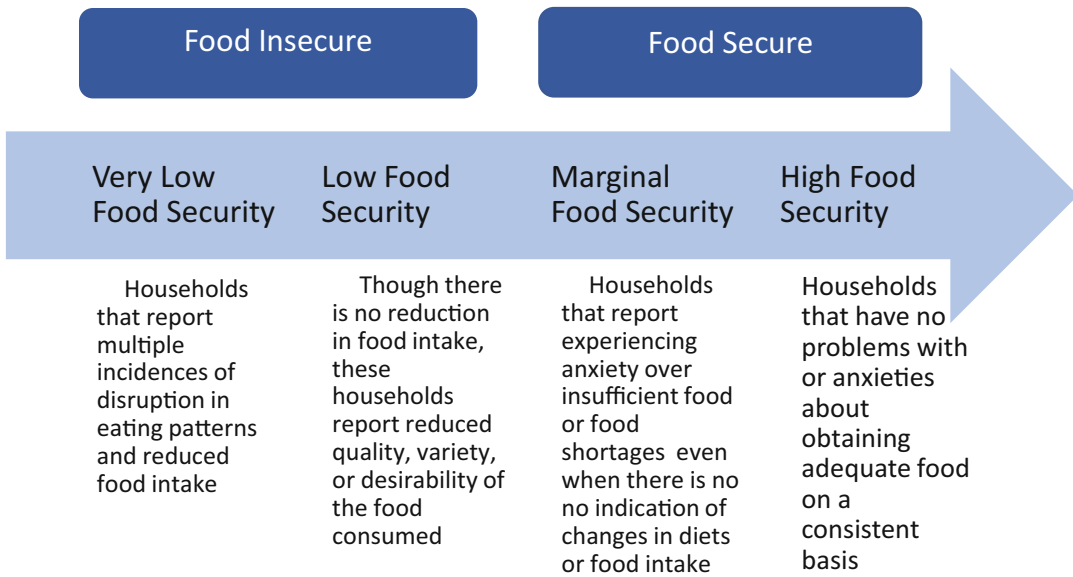 Food Insecure
Food Secure
Very Low
Food Security
Low Food
Security
Marginal
Food Security
High Food
Security
Households
that report
multiple
incidences of
disruption in
eating patterns
and reduced
food intake
Though there
is no reduction
in food intake,
these
households
report reduced
quality, variety,
or desirability of
the food
consumed
Households
that report
experiencing
anxiety over
insufficient food
or food
shortages even
when there is no
no indication of
changes in diets
or food intake
Households
that have no
problems with
or anxieties
about
obtaining
adequate food
on a
consistent
basis